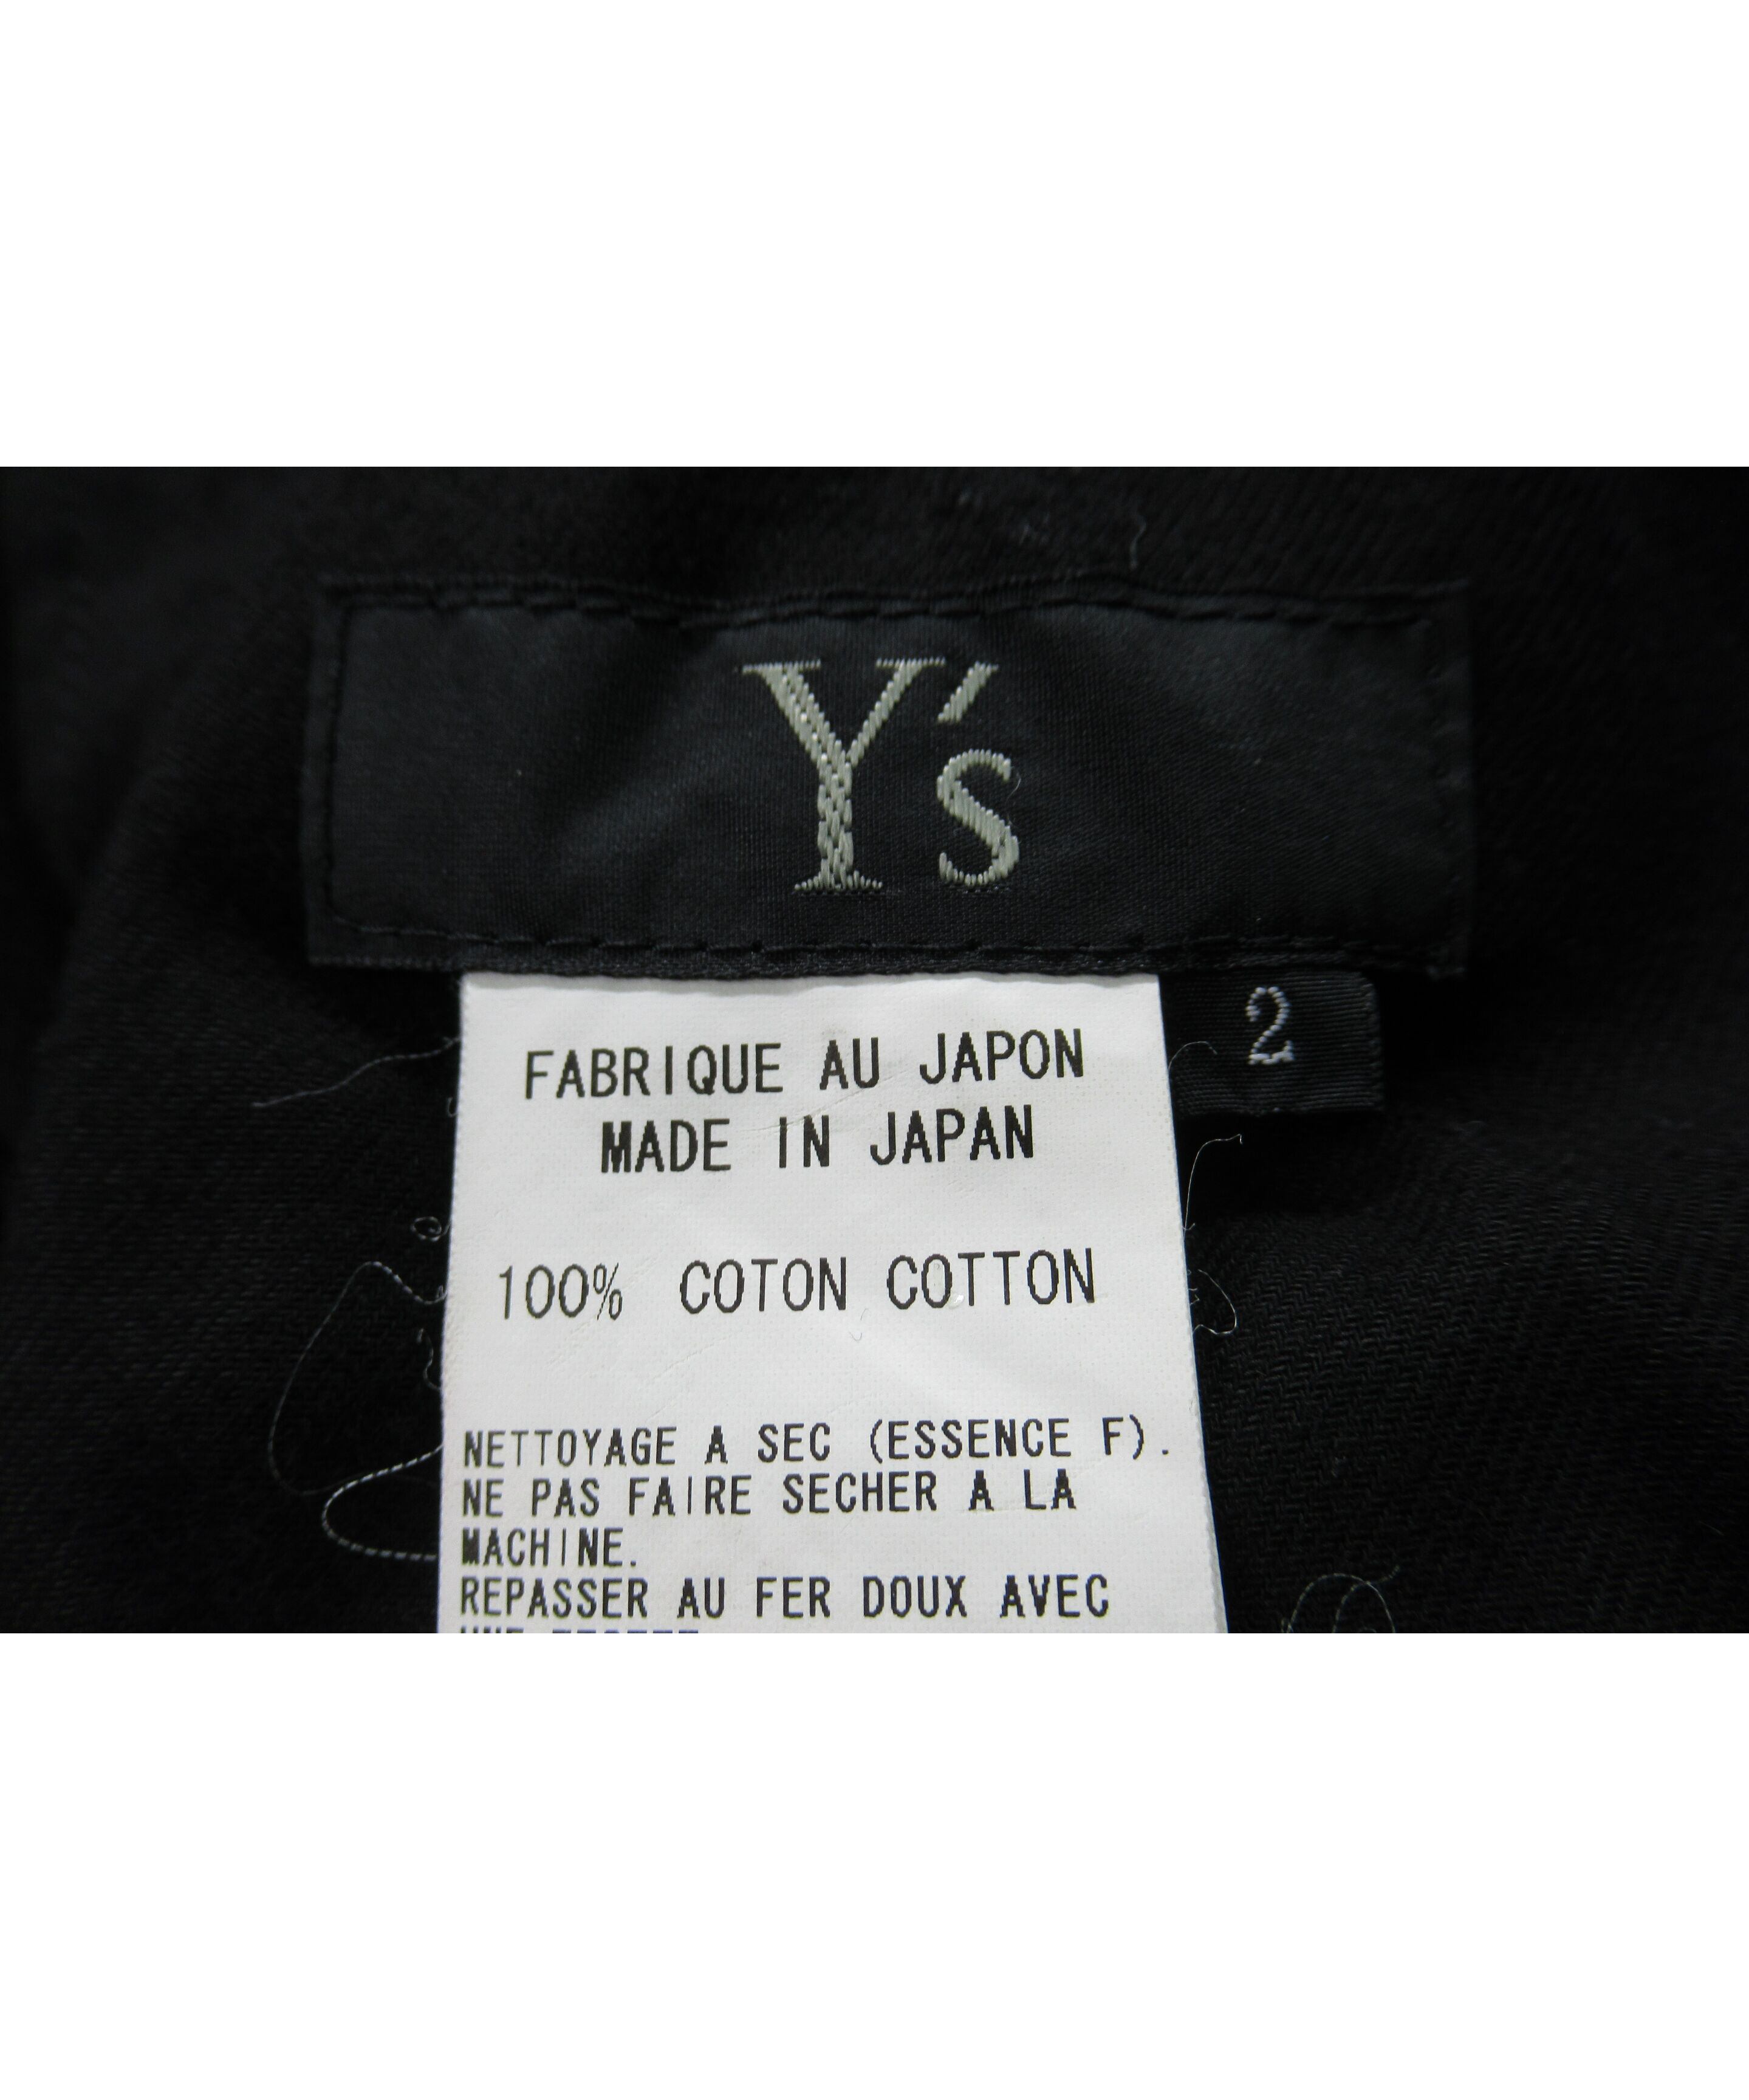 Y's
2
FABRIQUE AU JAPON
MADE IN JAPAN
100% COTON COTTON
NETTOYAGE A SEC (ESSENCE F).
NE PAS FAIRE SECHER A LA
MACHINE.
REPASSER AU FER DOUX AVEC